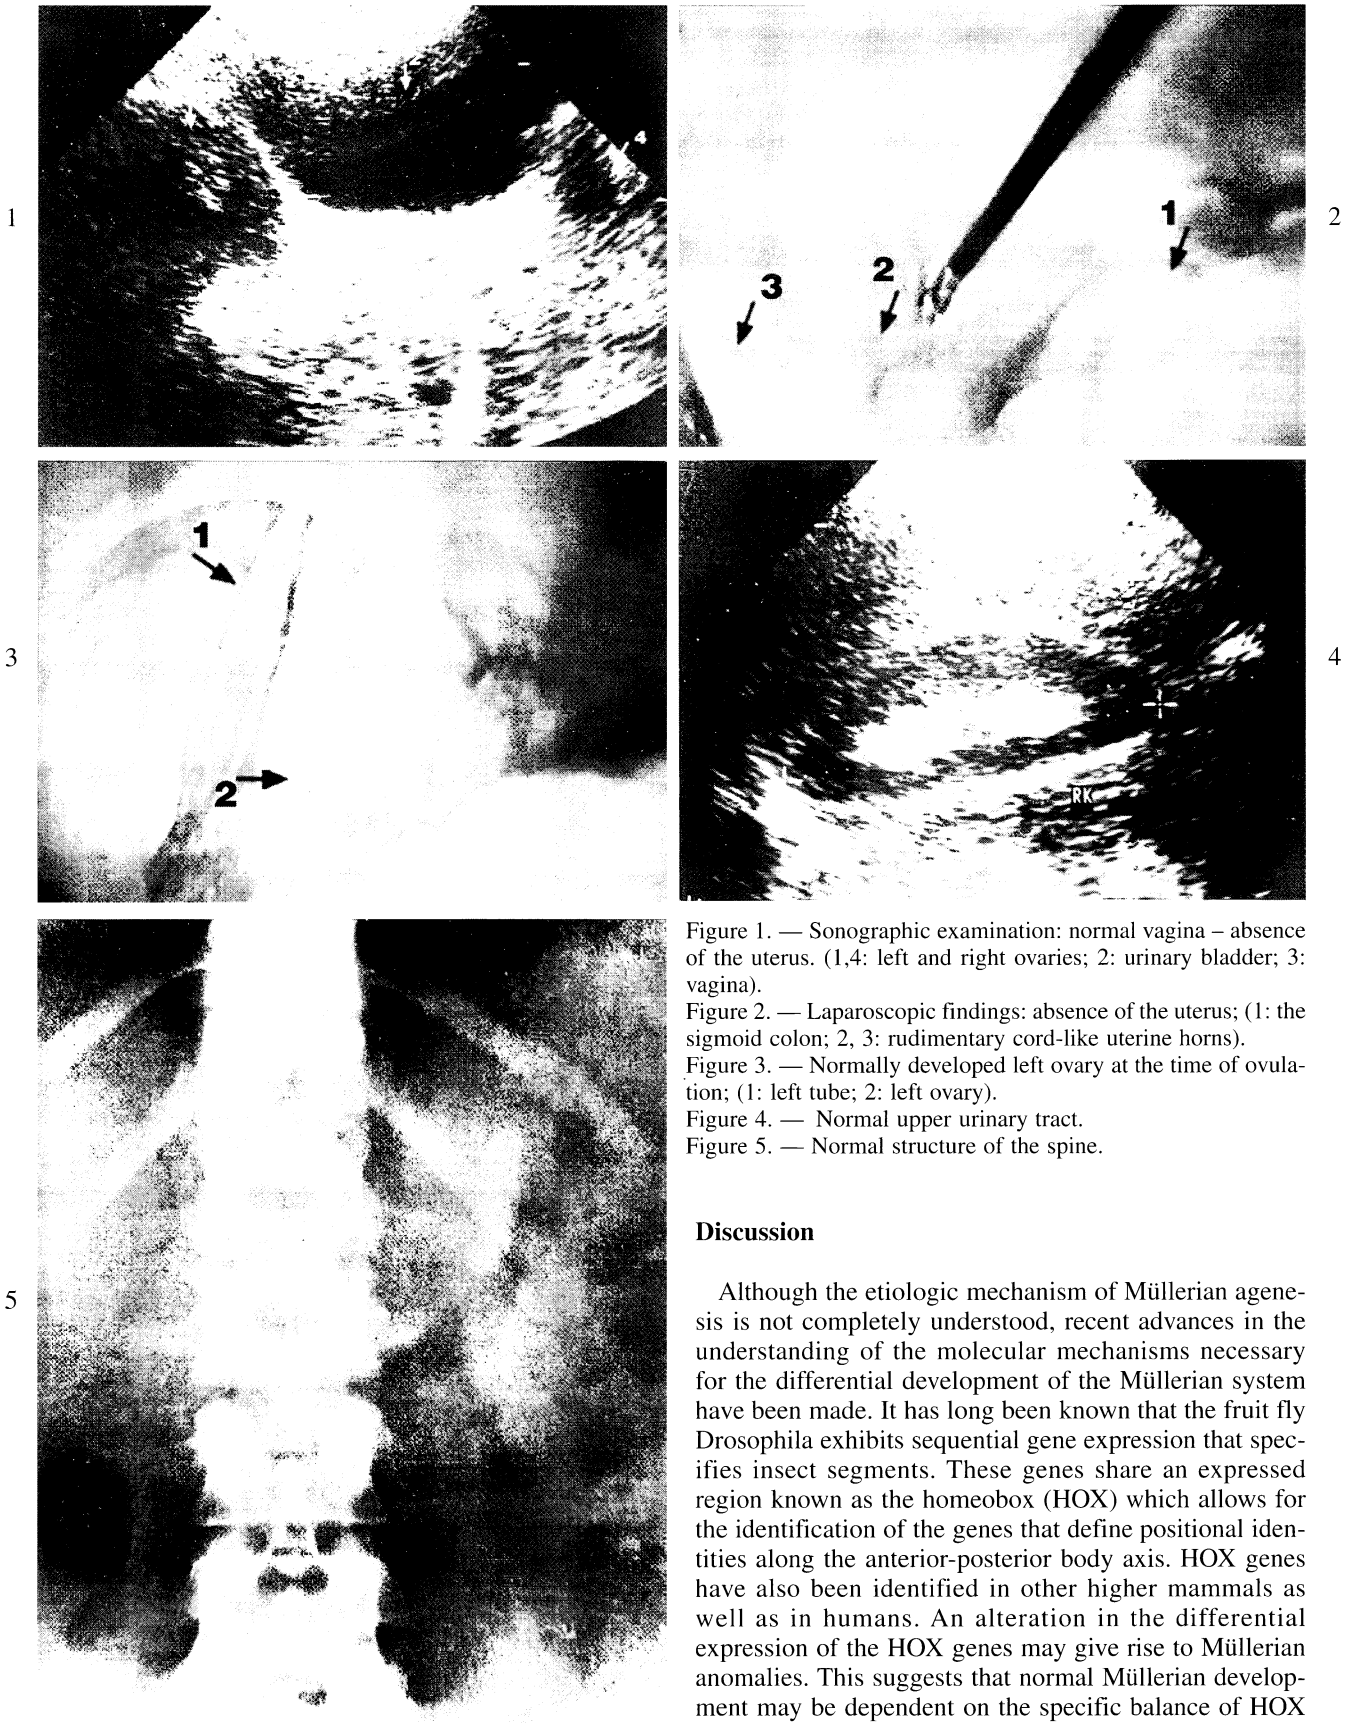 1
2
4
1
2
3
3
4
1
2
RK
5
Figure 1. — Sonographic examination: normal vagina – absence
of the uterus. (1,4: left and right ovaries; 2: urinary bladder; 3:
vagina).
Figure 2. — Laparoscopic findings: absence of the uterus; (1: the
sigmoid colon; 2, 3: rudimentary cord-like uterine horns).
Figure 3. — Normally developed left ovary at the time of ovula-
tion; (1: left tube; 2: left ovary).
Figure 4. — Normal upper urinary tract.
Figure 5. — Normal structure of the spine.
Discussion
Although the etiologic mechanism of Müllerian agene-
sis is not completely understood, recent advances in the
understanding of the molecular mechanisms necessary
for the differential development of the Müllerian system
have been made. It has long been known that the fruit fly
Drosophila exhibits sequential gene expression that spec-
ifies insect segments. These genes share an expressed
region known as the homeobox (HOX) which allows for
the identification of the genes that define positional iden-
tities along the anterior-posterior body axis. HOX genes
have also been identified in other higher mammals as
well as in humans. An alteration in the differential
expression of the HOX genes may give rise to Müllerian
anomalies. This suggests that normal Müllerian develop-
ment may be dependent on the specific balance of HOX